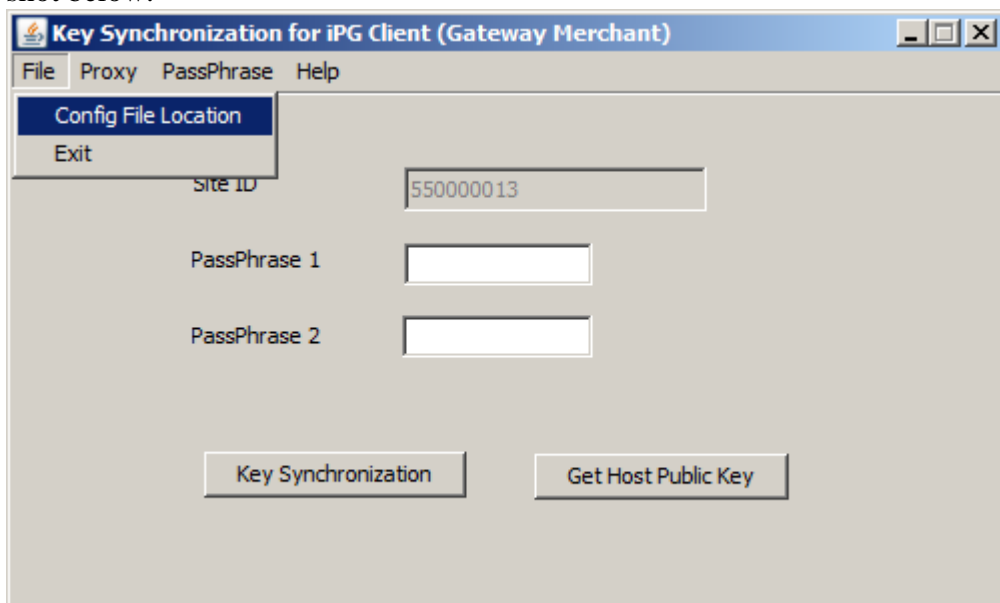 Key Synchronization for iPG Client (Gateway Merchant)
File Proxy PassPhrase Help
Config File Location
Exit
Site ID 550000013
PassPhrase 1
PassPhrase 2
Key Synchronization Get Host Public Key